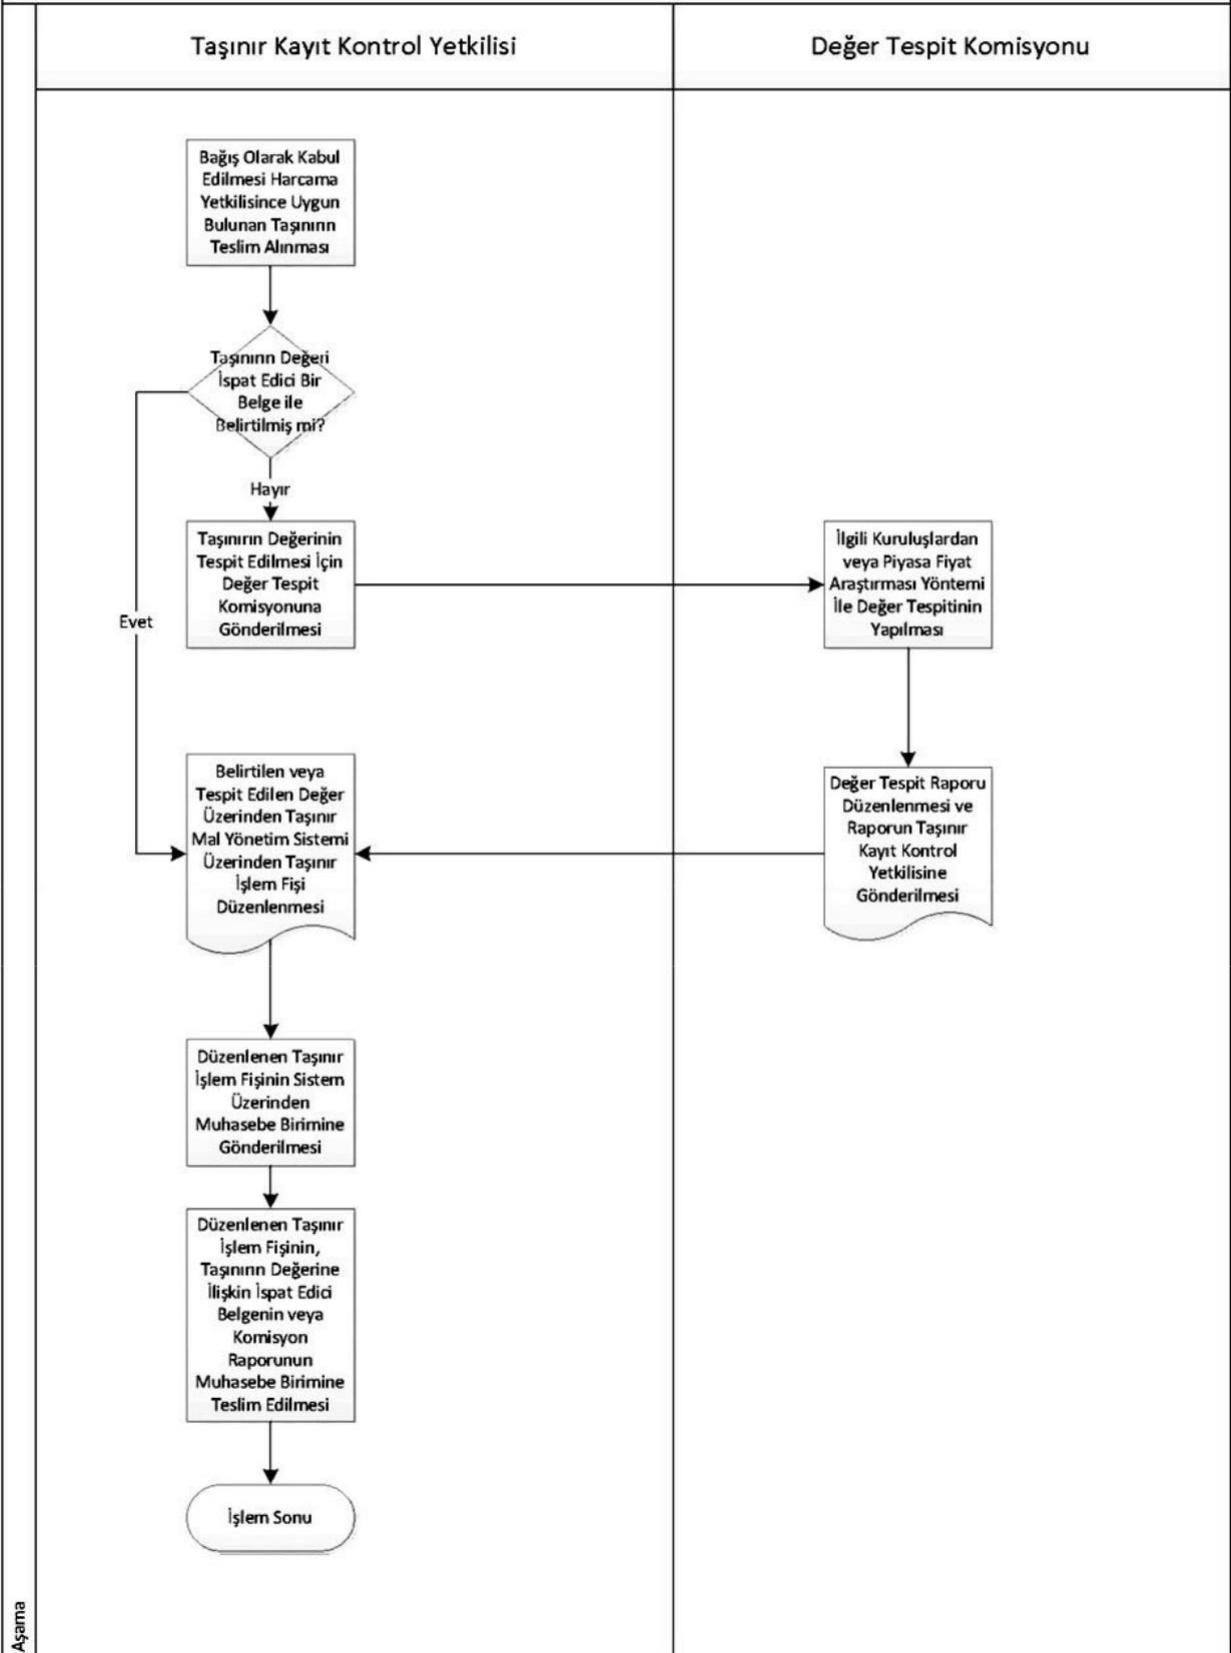 Taşınır Kayıt Kontrol Yetkilisi
Değer Tespit Komisyonu
Bağış Olarak Kabul
Edilmesi Harcama
Yetkilisince Uygun
Bulunan Taşınırın
Teslim Alınması
Taşınırın Değeri
İspat Edici Bir
Belge ile
Belirtilmiş mi?
Hayır
Evet
Taşınırın Değerinin
Tespit Edilmesi İçin
Değer Tespit
Komisyonuna
Gönderilmesi
İlgili Kuruluşlardan
veya Piyasa Fiyat
Araştırması Yöntemi
İle Değer Tespitinin
Yapılması
Değer Tespit Raporu
Düzenlenmesi ve
Raporun Taşınır
Kayıt Kontrol
Yetkilisine
Gönderilmesi
Belirtilen veya
Tespit Edilen Değer
Üzerinden Taşınır
Mal Yönetim Sistemi
Üzerinden Taşınır
İşlem Fişi
Düzenlenmesi
Düzenlenen Taşınır
İşlem Fişinin Sistem
Üzerinden
Muhasebe Birimine
Gönderilmesi
Düzenlenen Taşınır
İşlem Fişinin,
Taşınırın Değerine
İlişkin İspat Edici
Belgenin veya
Komisyon
Raporunun
Muhasebe Birimine
Teslim Edilmesi
İşlem Sonu
Aşama